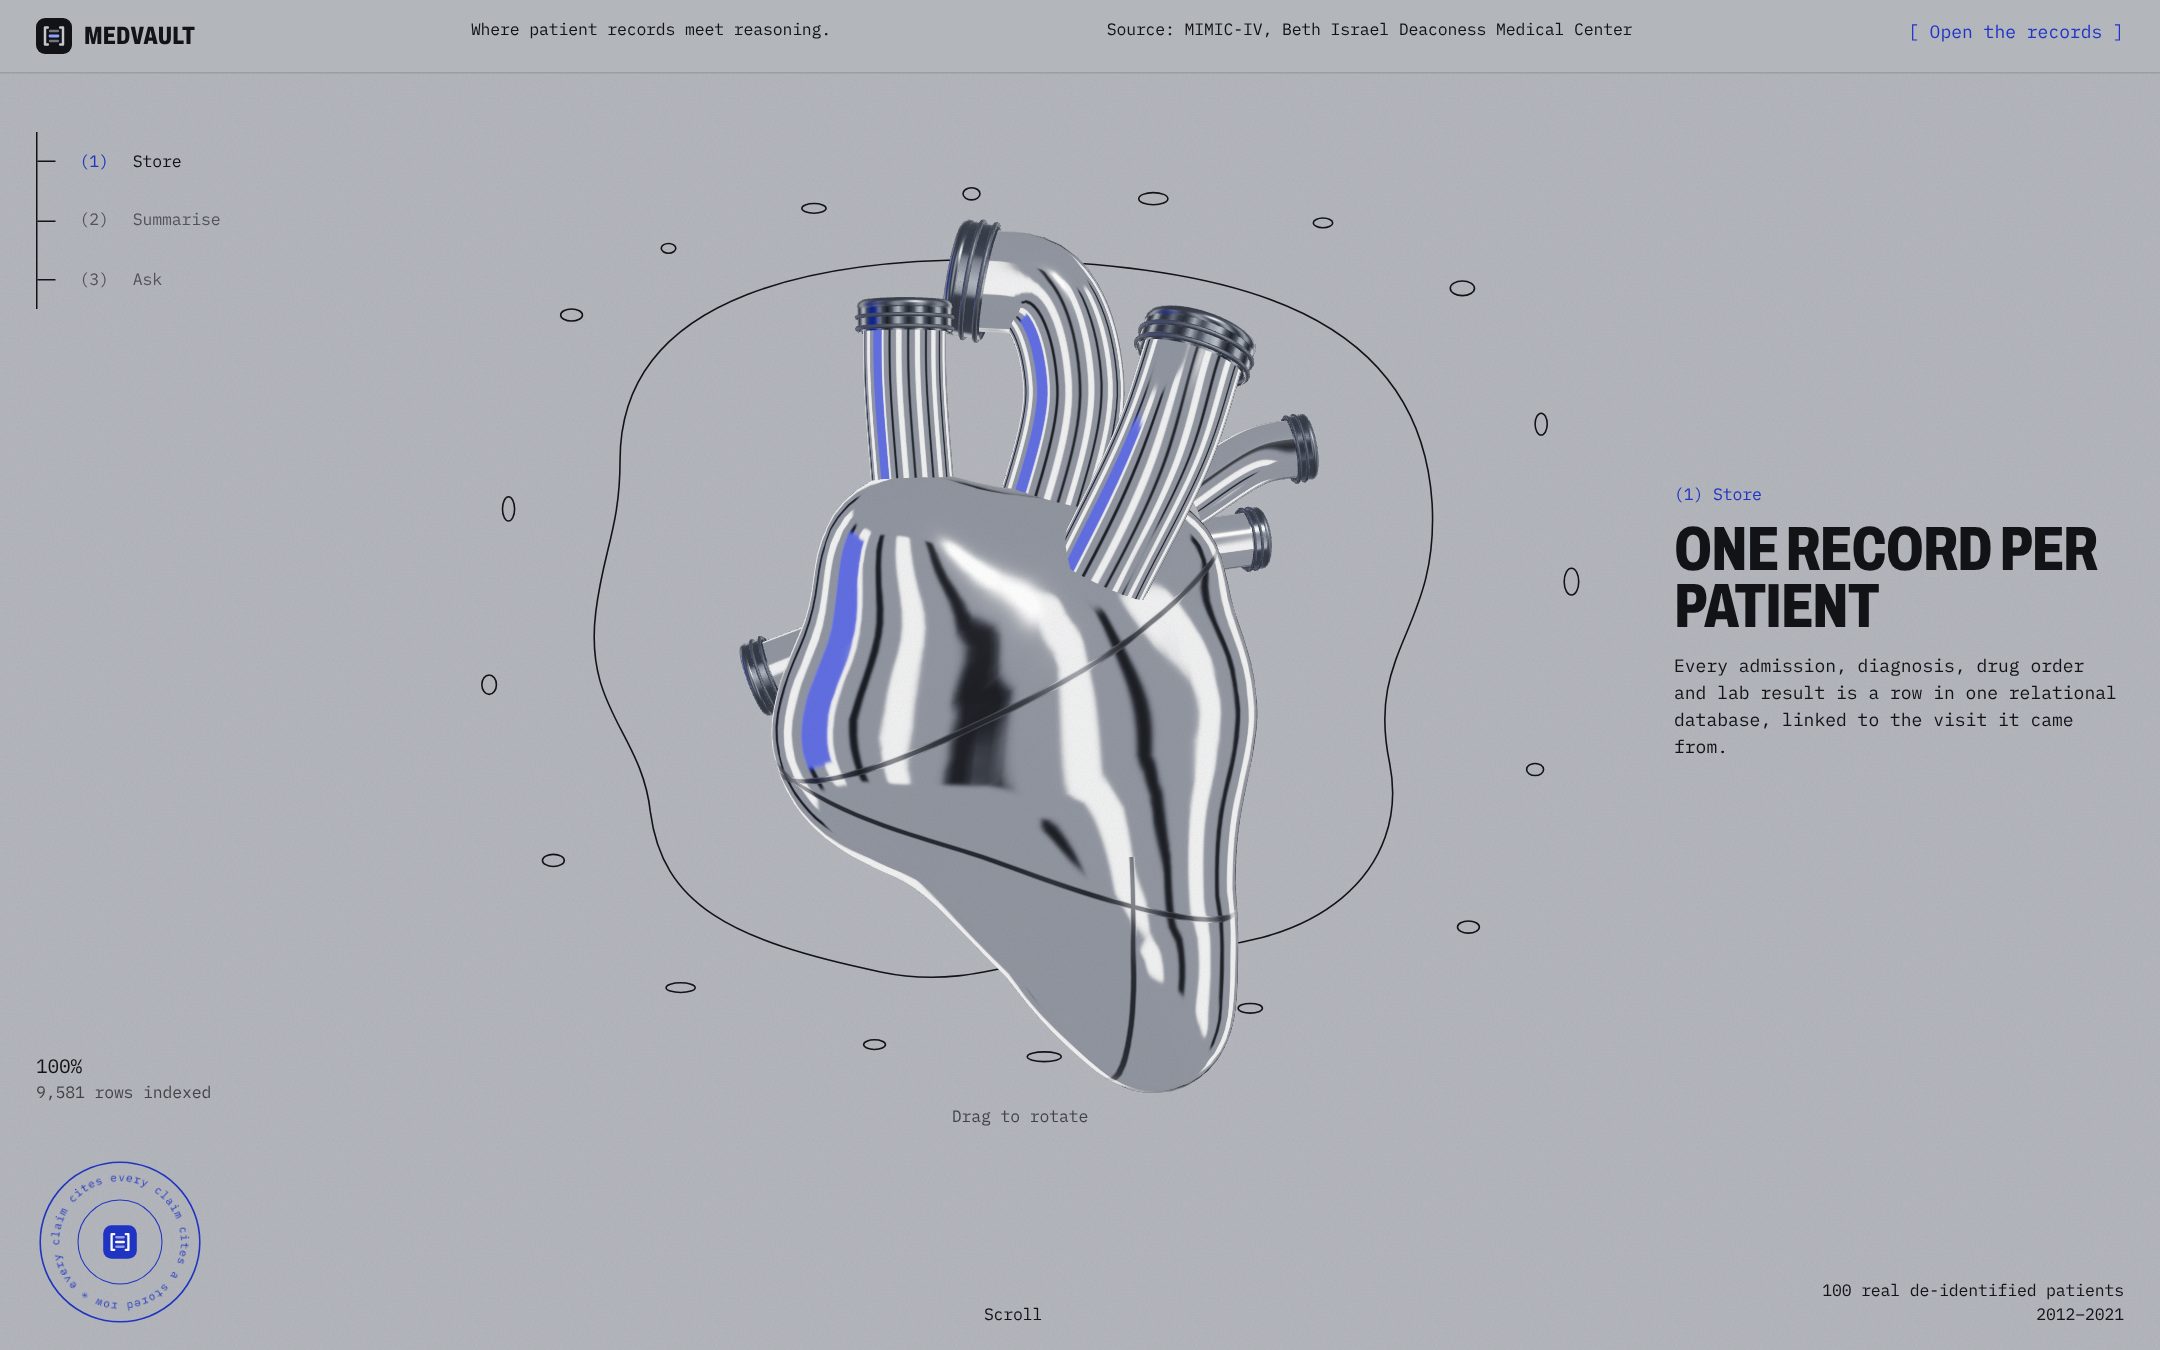 MEDVAULT
Where patient records meet reasoning.
Source: MIMIC-IV, Beth Israel Deaconess Medical Center
[ Open the records ]
(1) Store
(2) Summarise
(3) Ask
(1) Store
ONE RECORD PER
PATIENT
Every admission, diagnosis, drug order
and lab result is a row in one relational
database, linked to the visit it came
from.
100%
9,581 rows indexed
Drag to rotate
every claim cites every claim cites a stored row *
Scroll
100 real de-identified patients
2012–2021